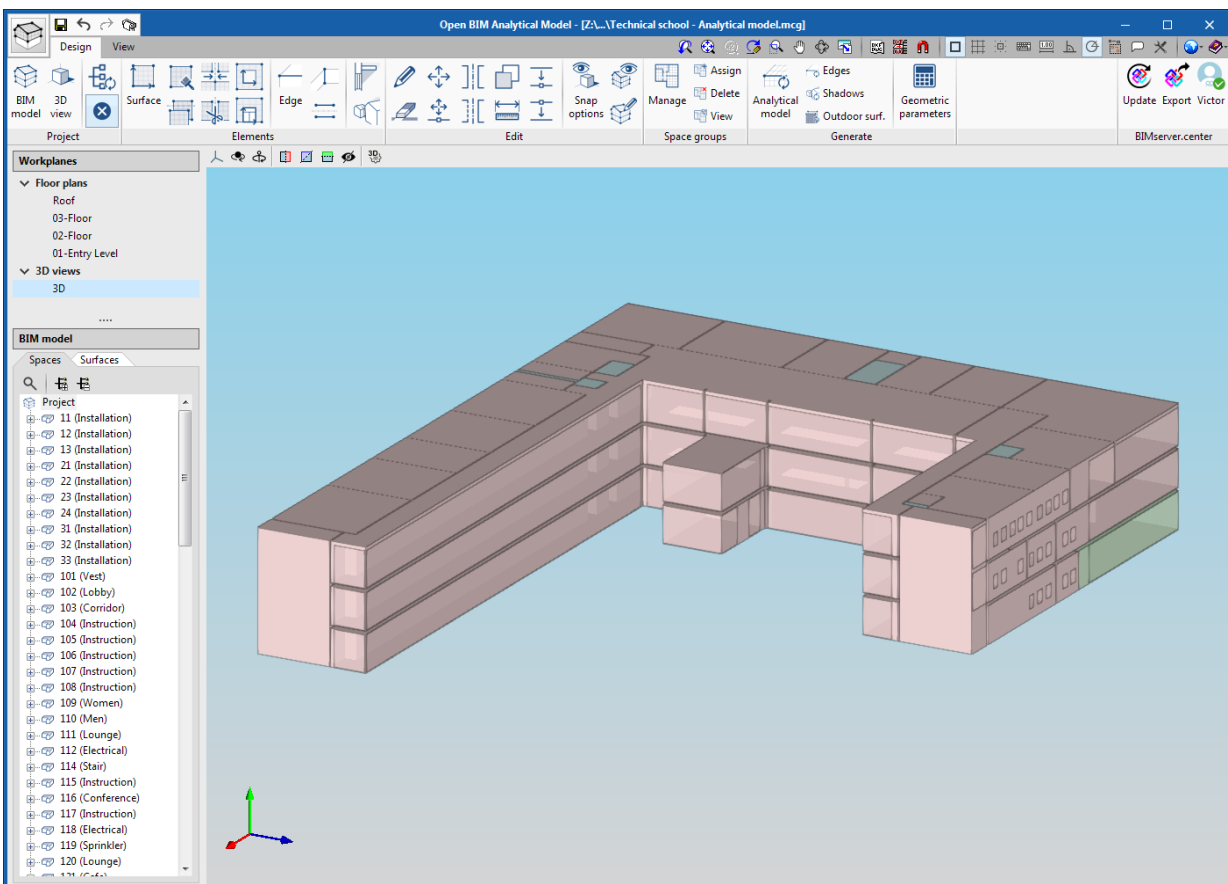 Open BIM Analytical Model - [Z:\...\Technical school - Analytical model.mcg]
Design View
BIM model
3D view
Surface
Edge
Snap options
Manage
Assign
Delete
View
Analytical model
Edges
Shadows
Outdoor surf.
Geometric parameters
Update Export Victor
Project Elements Edit Space groups Generate BIMserver.center
Workplanes
Floor plans
Roof
03-Floor
02-Floor
01-Entry Level
3D views
3D
BIM model
Spaces Surfaces
Project
11 (Installation)
12 (Installation)
13 (Installation)
21 (Installation)
22 (Installation)
23 (Installation)
24 (Installation)
31 (Installation)
32 (Installation)
33 (Installation)
101 (Vest)
102 (Lobby)
103 (Corridor)
104 (Instruction)
105 (Instruction)
106 (Instruction)
107 (Instruction)
108 (Instruction)
109 (Women)
110 (Men)
111 (Lounge)
112 (Electrical)
114 (Stair)
115 (Instruction)
116 (Conference)
117 (Instruction)
118 (Electrical)
119 (Sprinkler)
120 (Lounge)